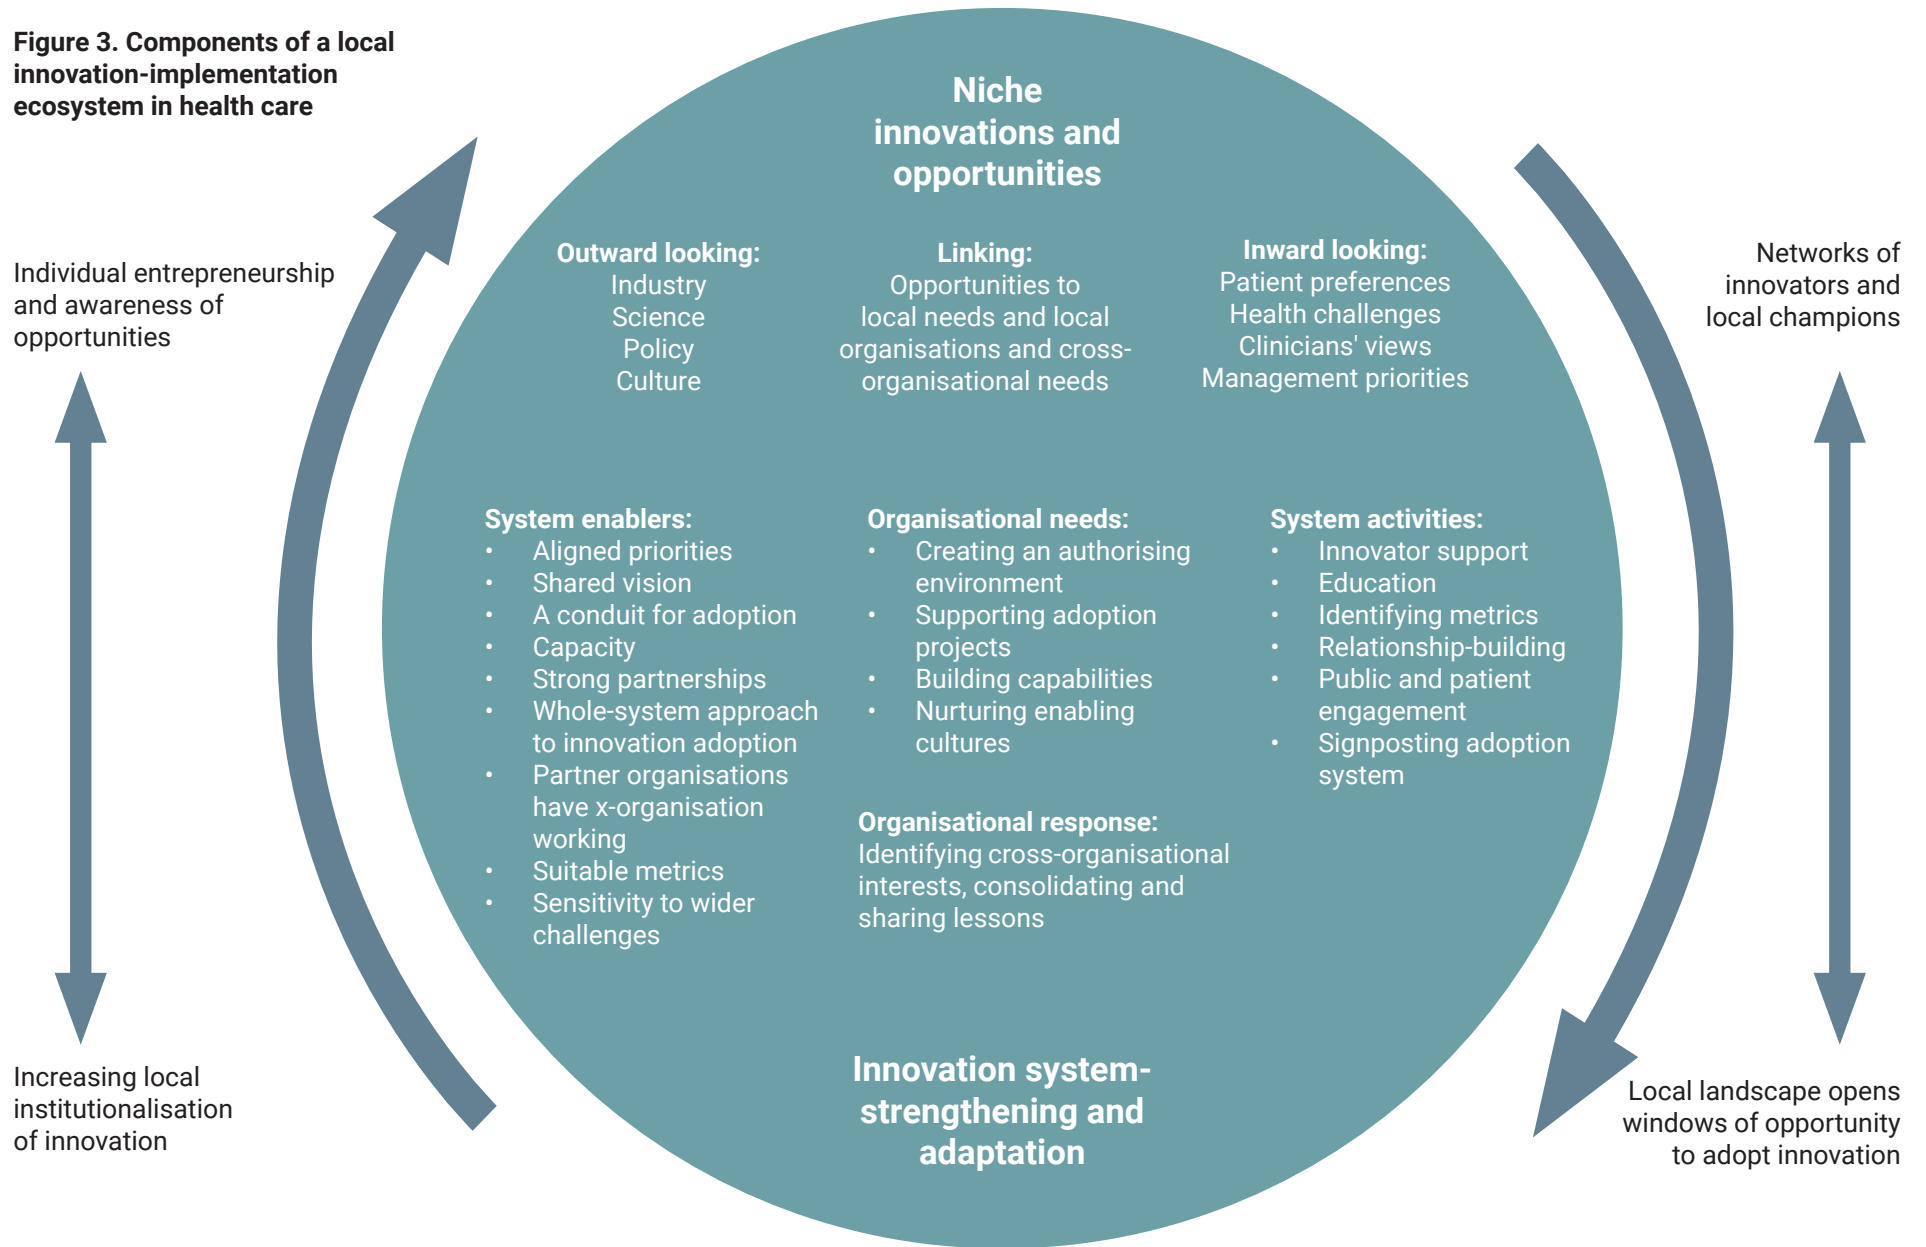 Figure 3. Components of a local
innovation-implementation
ecosystem in health care
Niche
innovations and
opportunities
Individual entrepreneurship
and awareness of
opportunities
Outward looking:
Industry
Science
Policy
Culture
Linking:
Opportunities to
local needs and local
organisations and cross-
organisational needs
Inward looking:
Patient preferences
Health challenges
Clinicians' views
Management priorities
Networks of
innovators and
local champions
System enablers:
• Aligned priorities
• Shared vision
• A conduit for adoption
• Capacity
• Strong partnerships
• Whole-system approach
to innovation adoption
• Partner organisations
have x-organisation
working
• Suitable metrics
• Sensitivity to wider
challenges
Organisational needs:
• Creating an authorising
environment
• Supporting adoption
projects
• Building capabilities
• Nurturing enabling
cultures
Organisational response:
Identifying cross-organisational
interests, consolidating and
sharing lessons
System activities:
• Innovator support
• Education
• Identifying metrics
• Relationship-building
• Public and patient
engagement
• Signposting adoption
system
Increasing local
institutionalisation
of innovation
Innovation system-
strengthening and
adaptation
Local landscape opens
windows of opportunity
to adopt innovation